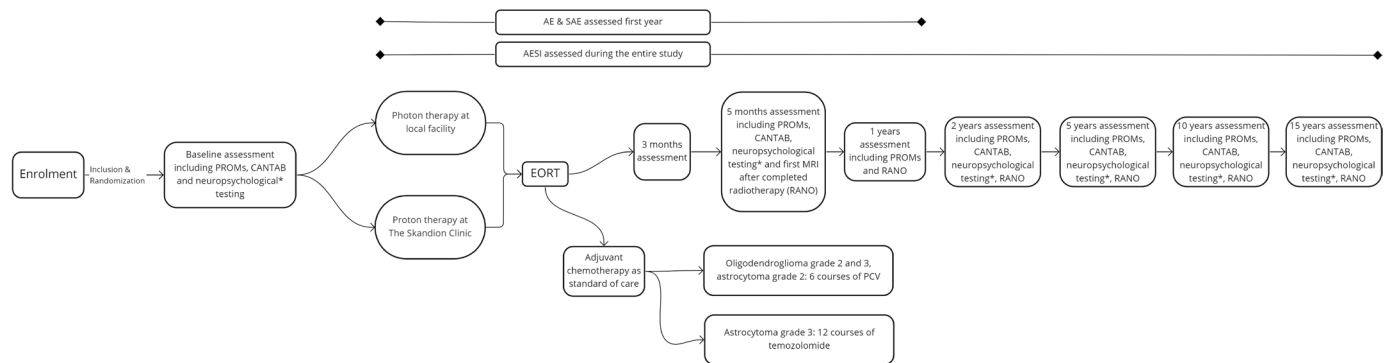 AE & SAE assessed first year
AESI assessed during the entire study
Enrolment
Inclusion &
Randomization
Baseline assessment
including PROMs, CANTAB
and neuropsychological*
testing
Photon therapy at
local facility
Proton therapy at
The Skandion Clinic
EORT
3 months
assessment
5 months
assessment
including PROMs,
CANTAB,
neuropsychological
testing* and first MRI
after completed
radiotherapy (RANO)
1 years
assessment
including PROMs
and RANO
2 years assessment
including PROMs,
CANTAB,
neuropsychological
testing*, RANO
5 years assessment
including PROMs,
CANTAB,
neuropsychological
testing*, RANO
10 years assessment
including PROMs,
CANTAB,
neuropsychological
testing*, RANO
15 years assessment
including PROMs,
CANTAB,
neuropsychological
testing*, RANO
Adjuvant
chemotherapy as
standard of care
Oligodendroglioma grade 2 and 3,
astrocytoma grade 2: 6 courses of PCV
Astrocytoma grade 3: 12 courses of
temozolomide